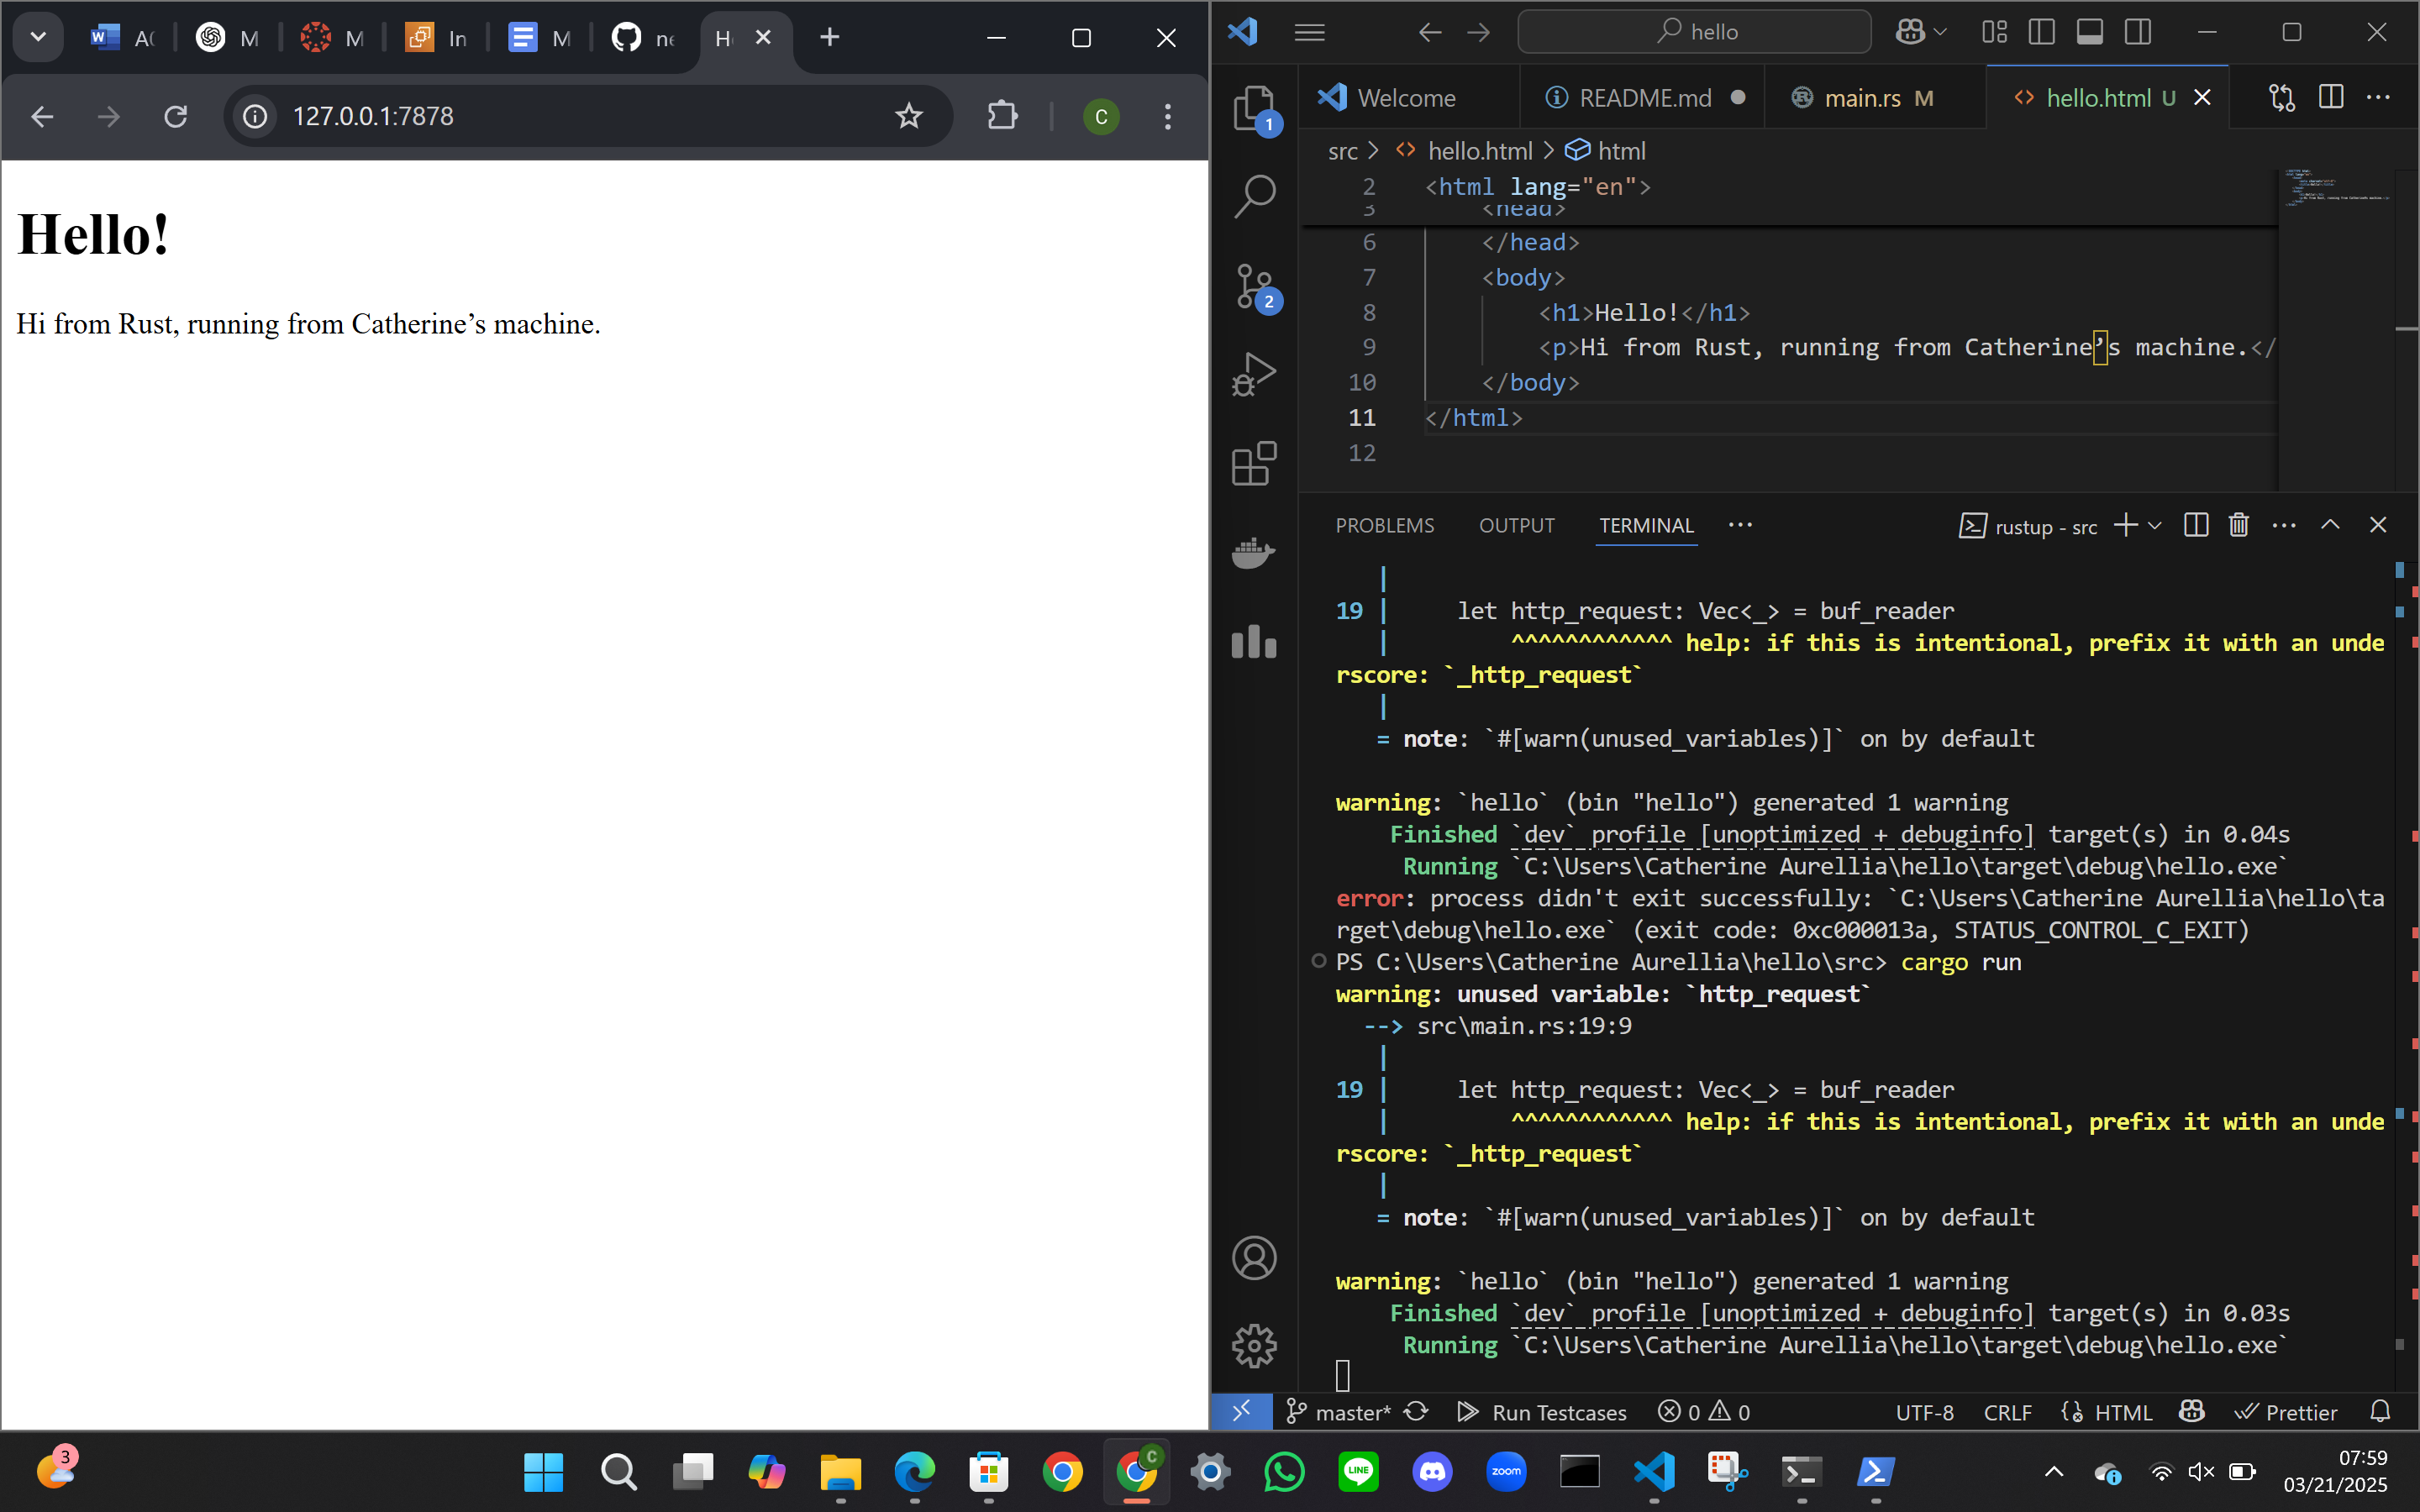 A
M
M
In
M
ne
H
127.0.0.1:7878
C
Hello!
Hi from Rust, running from Catherine’s machine.
hello
Welcome
README.md
main.rs M
hello.html U
1
2
src > hello.html > html
2 <html lang="en">
3 <head>
6 </head>
7 <body>
8 <h1>Hello!</h1>
9 <p>Hi from Rust, running from Catherine’s machine.</
10 </body>
11 </html>
12
PROBLEMS OUTPUT TERMINAL ··· rustup - src
|
19 | let http_request: Vec<_> = buf_reader
| ^^^^^^^^^^^^ help: if this is intentional, prefix it with an unde
rscore: `_http_request`
|
= note: `#[warn(unused_variables)]` on by default
warning: `hello` (bin "hello") generated 1 warning
Finished `dev` profile [unoptimized + debuginfo] target(s) in 0.04s
Running `C:\Users\Catherine Aurellia\hello\target\debug\hello.exe`
error: process didn't exit successfully: `C:\Users\Catherine Aurellia\hello\ta
rget\debug\hello.exe` (exit code: 0xc000013a, STATUS_CONTROL_C_EXIT)
PS C:\Users\Catherine Aurellia\hello\src> cargo run
warning: unused variable: `http_request`
--> src\main.rs:19:9
|
19 | let http_request: Vec<_> = buf_reader
| ^^^^^^^^^^^^ help: if this is intentional, prefix it with an unde
rscore: `_http_request`
|
= note: `#[warn(unused_variables)]` on by default
warning: `hello` (bin "hello") generated 1 warning
Finished `dev` profile [unoptimized + debuginfo] target(s) in 0.03s
Running `C:\Users\Catherine Aurellia\hello\target\debug\hello.exe`
master* Run Testcases 0 0 UTF-8 CRLF HTML Prettier
3
C
LINE
zoom
07:59
03/21/2025